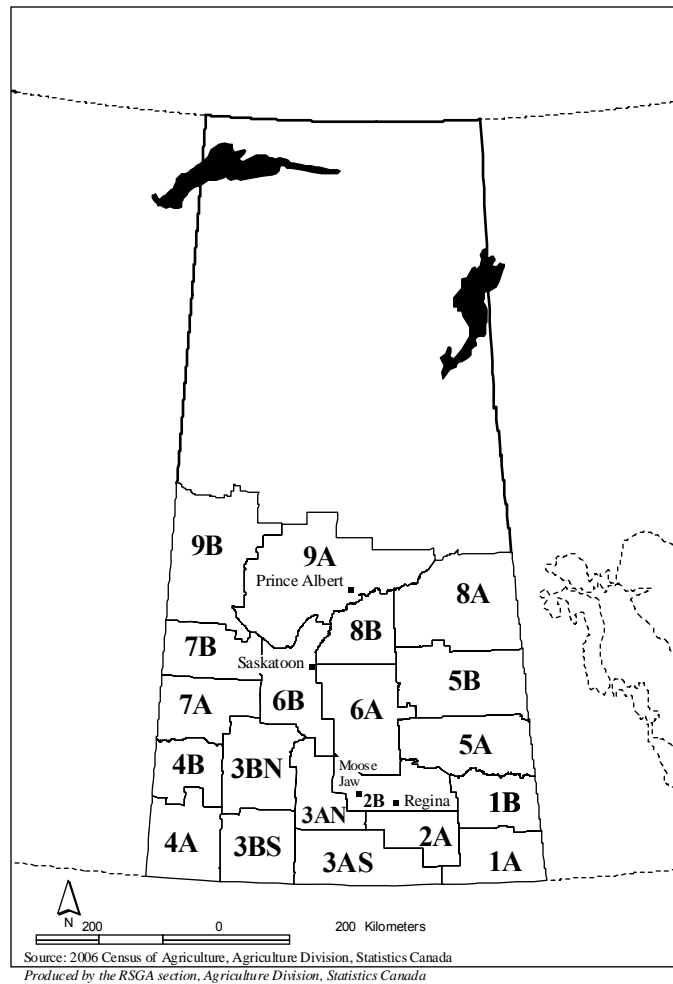 9B
9A
Prince Albert
8A
8B
7B
Saskatoon
5B
6B
6A
7A
5A
4B
3BN
Moose
Jaw
2B
Regina
1B
3AN
2A
4A
3BS
3AS
1A
N
200 0 200 Kilometers
Source: 2006 Census of Agriculture, Agriculture Division, Statistics Canada
Produced by the RSGA section, Agriculture Division, Statistics Canada